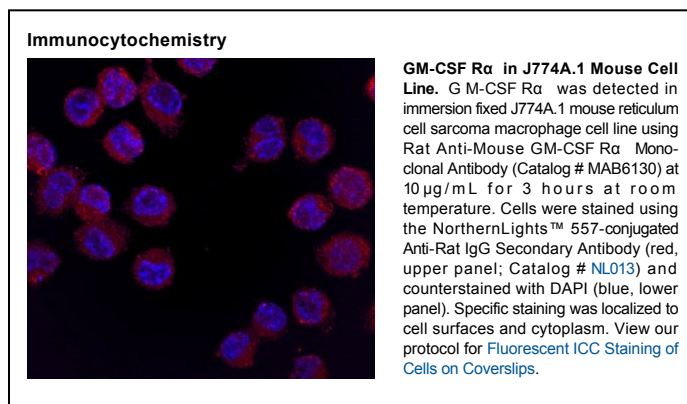 Immunocytochemistry
GM-CSF Rα in J774A.1 Mouse Cell
Line. G M-CSF Rα was detected in
immersion fixed J774A.1 mouse reticulum
cell sarcoma macrophage cell line using
Rat Anti-Mouse GM-CSF Rα Mono-
clonal Antibody (Catalog # MAB6130) at
10 µg/mL for 3 hours at room
temperature. Cells were stained using
the NorthernLights™ 557-conjugated
Anti-Rat IgG Secondary Antibody (red,
upper panel; Catalog # NL013) and
counterstained with DAPI (blue, lower
panel). Specific staining was localized to
cell surfaces and cytoplasm. View our
protocol for Fluorescent ICC Staining of
Cells on Coverslips.